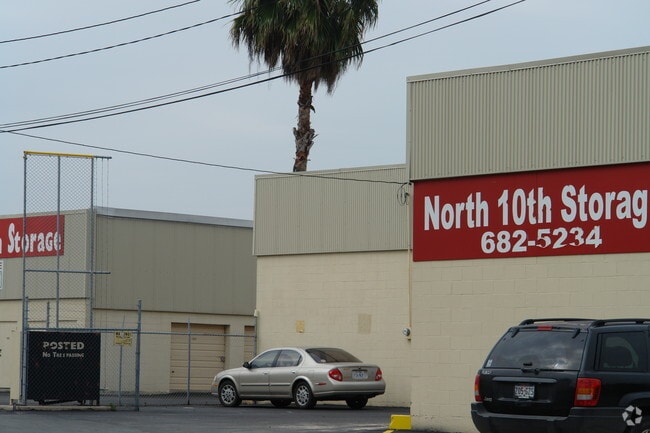 North 10th Storag
682-5234
Storage
POSTED
No Trespassing